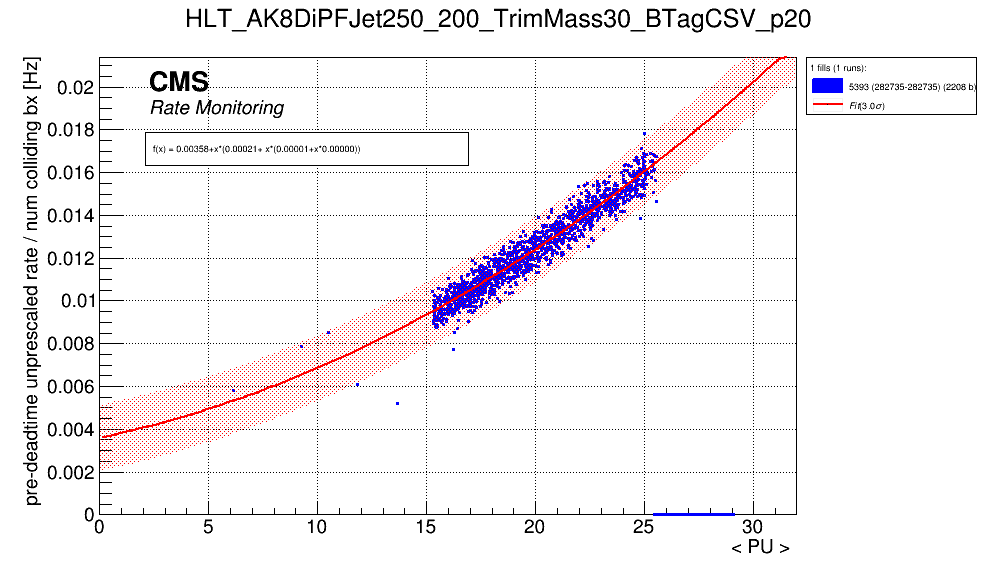 HLT_AK8DiPFJet250_200_TrimMass30_BTagCSV_p20
pre-deadtime unprescaled rate / num colliding bx [Hz]
CMS
Rate Monitoring
f(x) = 0.00358+x*(0.00021+ x*(0.00001+x*0.00000))
0.02
0.018
0.016
0.014
0.012
0.01
0.008
0.006
0.004
0.002
0
0 5 10 15 20 25 30
< PU >
1 fills (1 runs):
5393 (282735-282735) (2208 b)
Fit(3.0σ)